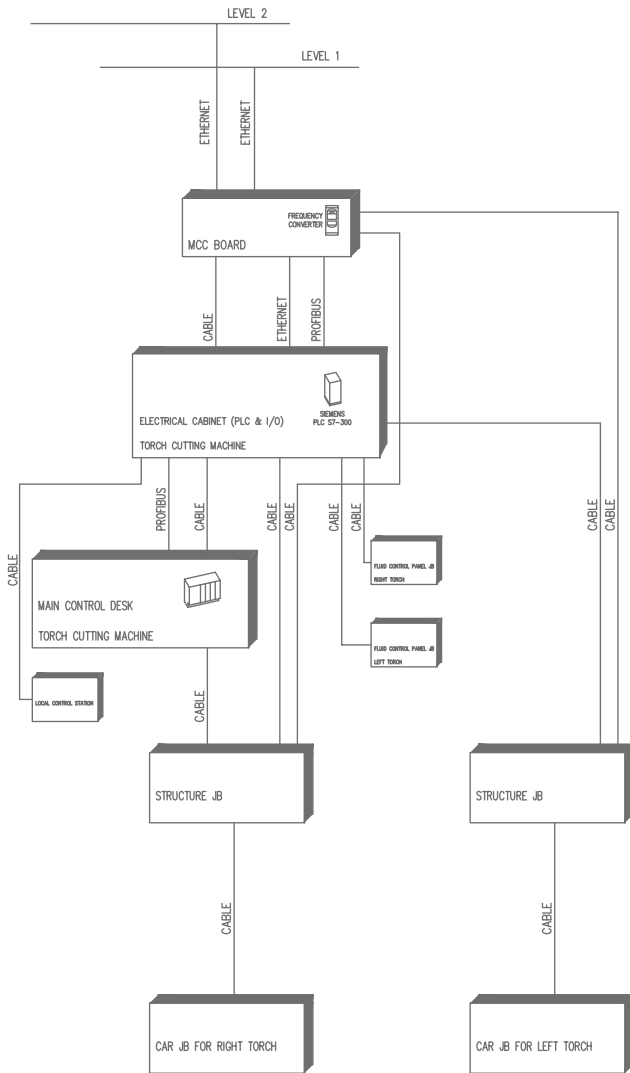 LEVEL 2
LEVEL 1
ETHERNET
ETHERNET
FREQUENCY
CONVERTER
MCC BOARD
CABLE
ETHERNET
PROFIBUS
SIEMENS
PLC S7-300
ELECTRICAL CABINET (PLC & I/O)
TORCH CUTTING MACHINE
CABLE
PROFIBUS
CABLE
CABLE
CABLE
CABLE
CABLE
CABLE
CABLE
FLUID CONTROL PANEL JB
RIGHT TORCH
MAIN CONTROL DESK
TORCH CUTTING MACHINE
FLUID CONTROL PANEL JB
LEFT TORCH
LOCAL CONTROL STATION
CABLE
STRUCTURE JB
STRUCTURE JB
CABLE
CABLE
CAR JB FOR RIGHT TORCH
CAR JB FOR LEFT TORCH